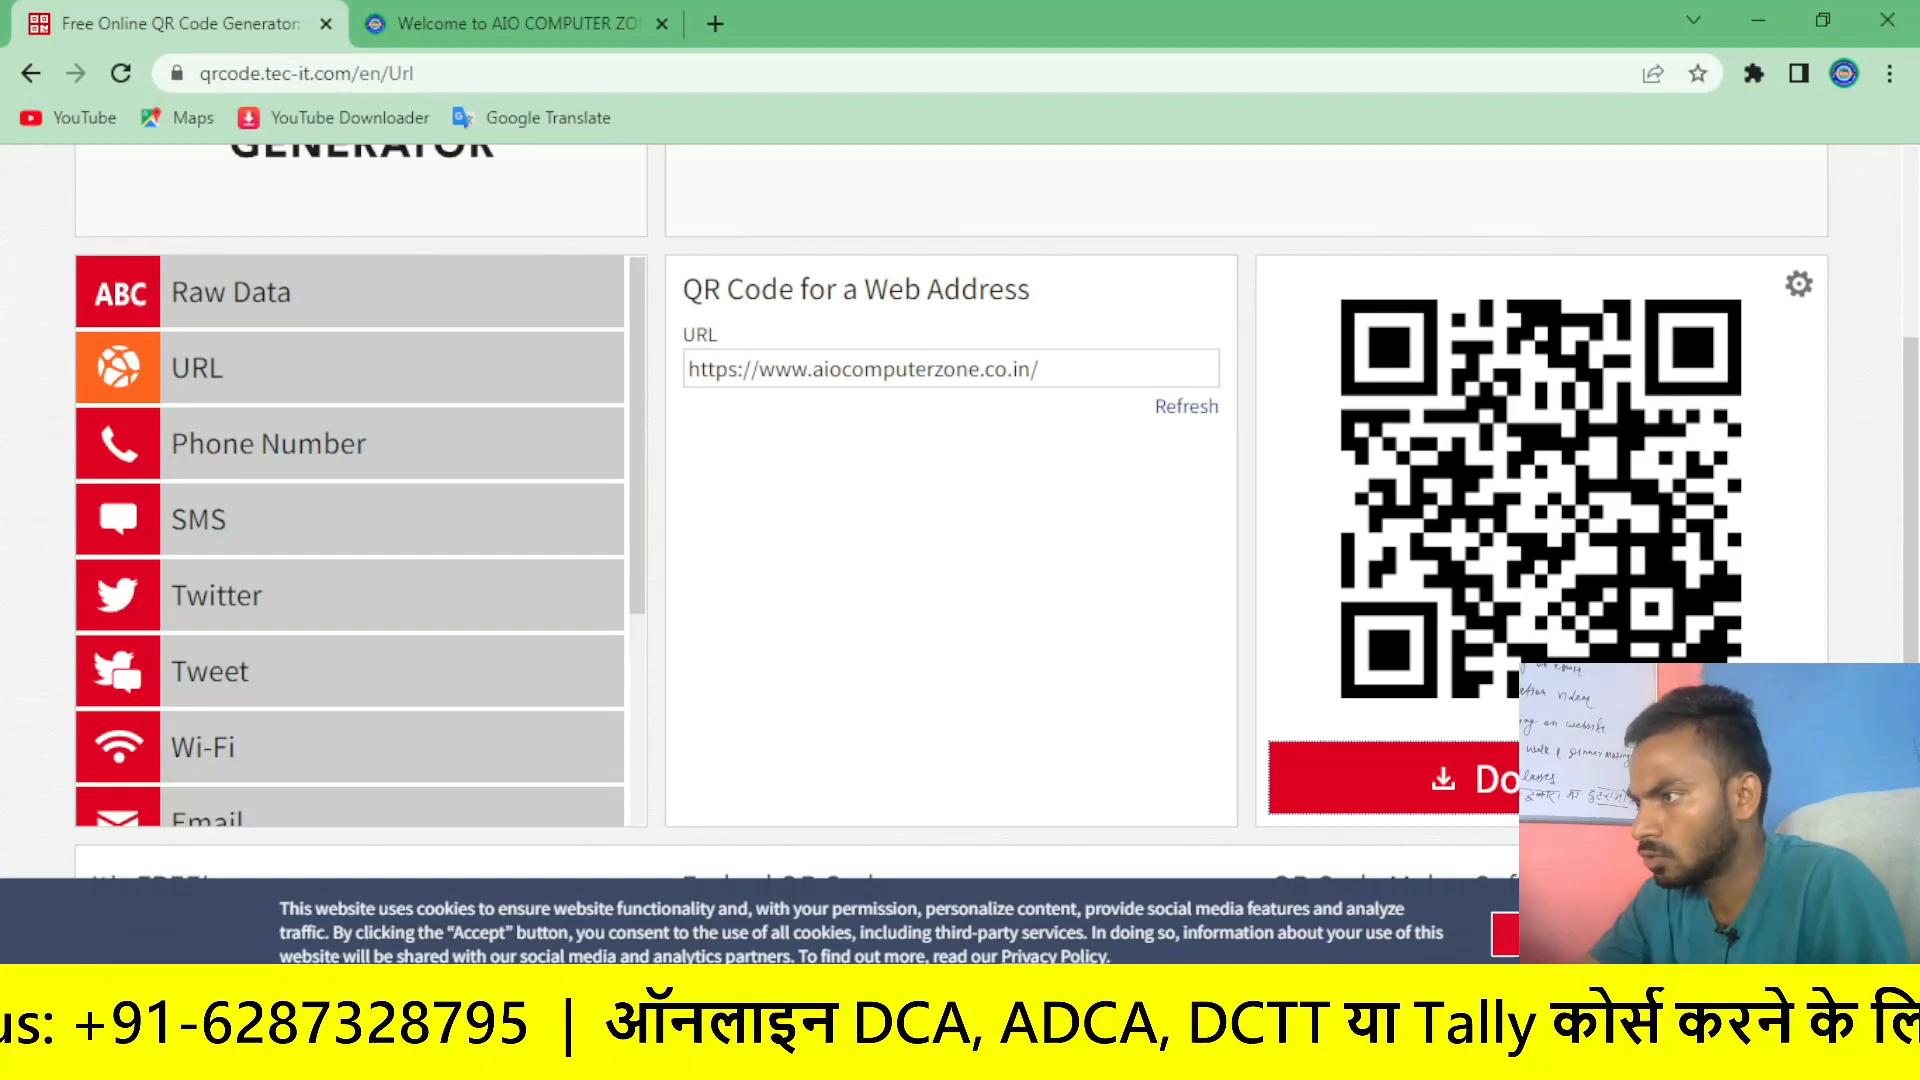 Free Online QR Code Generator:
Welcome to AIO COMPUTER ZO
qrcode.tec-it.com/en/Url
YouTube
Maps
YouTube Downloader
Google Translate
GENERATOR
ABC Raw Data
URL
Phone Number
SMS
Twitter
Tweet
Wi-Fi
Email
QR Code for a Web Address
URL
https://www.aiocomputerzone.co.in/
Refresh
Do
website
This website uses cookies to ensure website functionality and, with your permission, personalize content, provide social media features and analyze
traffic. By clicking the “Accept” button, you consent to the use of all cookies, including third-party services. In doing so, information about your use of this
website will be shared with our social media and analytics partners. To find out more, read our Privacy Policy.
us: +91-6287328795 | ऑनलाइन DCA, ADCA, DCTT या Tally कोर्स करने के लि